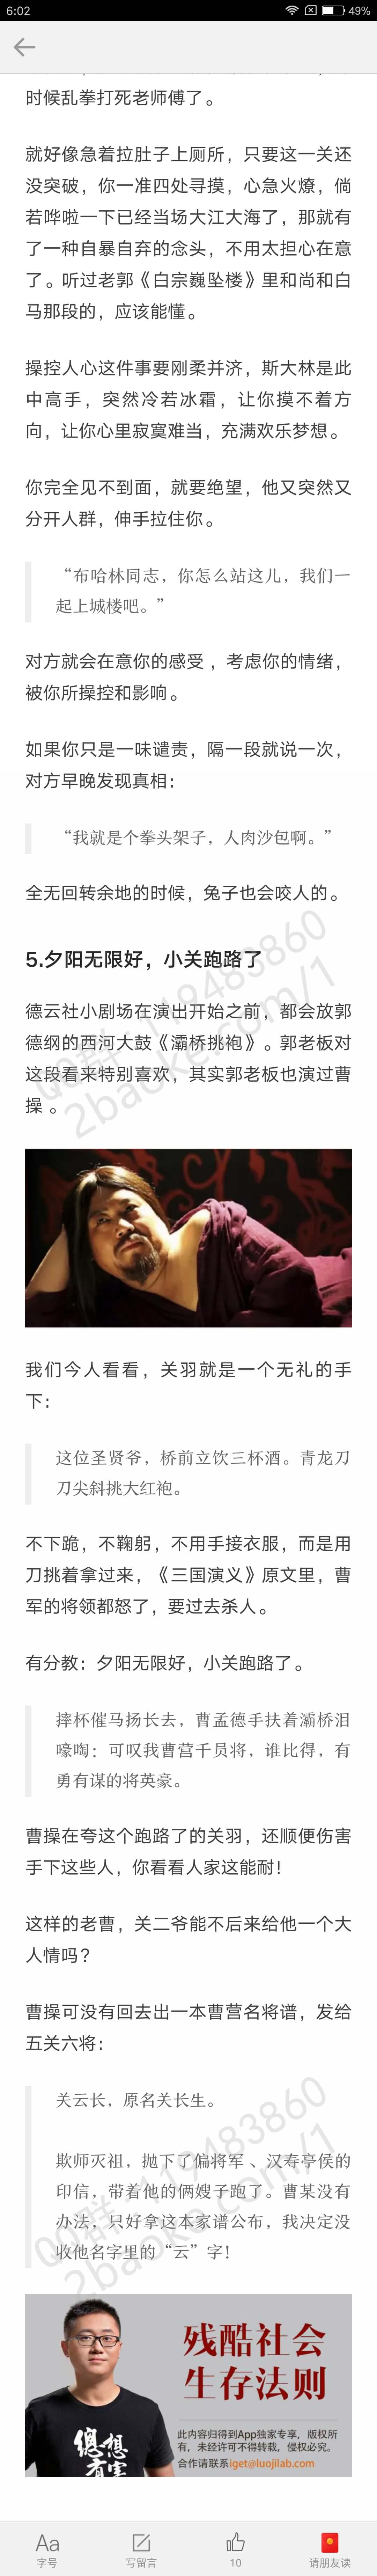 6:02
49%
时候乱拳打死老师傅了。
就好像急着拉肚子上厕所，只要这一关还
没突破，你一准四处寻摸，心急火燎，倘
若哗啦一下已经当场大江大海了，那就有
了一种自暴自弃的念头，不用太担心在意
了。听过老郭《白宗巍坠楼》里和尚和白
马那段的，应该能懂。
操控人心这件事要刚柔并济，斯大林是此
中高手，突然冷若冰霜，让你摸不着方
向，让你心里寂寞难当，充满欢乐梦想。
你完全见不到面，就要绝望，他又突然又
分开人群，伸手拉住你。
“布哈林同志，你怎么站这儿，我们一
起上城楼吧。”
对方就会在意你的感受 ，考虑你的情绪，
被你所操控和影响。
如果你只是一味谴责，隔一段就说一次，
对方早晚发现真相：
“我就是个拳头架子，人肉沙包啊。”
全无回转余地的时候，兔子也会咬人的。
5.夕阳无限好，小关跑路了
德云社小剧场在演出开始之前，都会放郭
德纲的西河大鼓《灞桥挑袍》。郭老板对
这段看来特别喜欢，其实郭老板也演过曹
操 。
QQ群：119483860
2baoke.com/1
我们今人看看，关羽就是一个无礼的手
下：
这位圣贤爷，桥前立饮三杯酒。青龙刀
刀尖斜挑大红袍。
不下跪，不鞠躬，不用手接衣服，而是用
刀挑着拿过来，《三国演义》原文里，曹
军的将领都怒了，要过去杀人。
有分教：夕阳无限好，小关跑路了。
摔杯催马扬长去，曹孟德手扶着灞桥泪
嚎啕：可叹我曹营千员将，谁比得，有
勇有谋的将英豪。
曹操在夸这个跑路了的关羽，还顺便伤害
手下这些人，你看看人家这能耐！
这样的老曹，关二爷能不后来给他一个大
人情吗？
曹操可没有回去出一本曹营名将谱，发给
五关六将：
关云长，原名关长生。
欺师灭祖，抛下了偏将军 、汉寿亭侯的
印信，带着他的俩嫂子跑了。曹某没有
办法，只好拿这本家谱公布，我决定没
收他名字里的“云”字！
QQ群：119483860
2baoke.com/1
残酷社会
生存法则
此内容归得到App独家专享，版权所
有，未经许可不得转载，侵权必究。
合作请联系iget@luojilab.com
Aa
字号
写留言
10
请朋友读